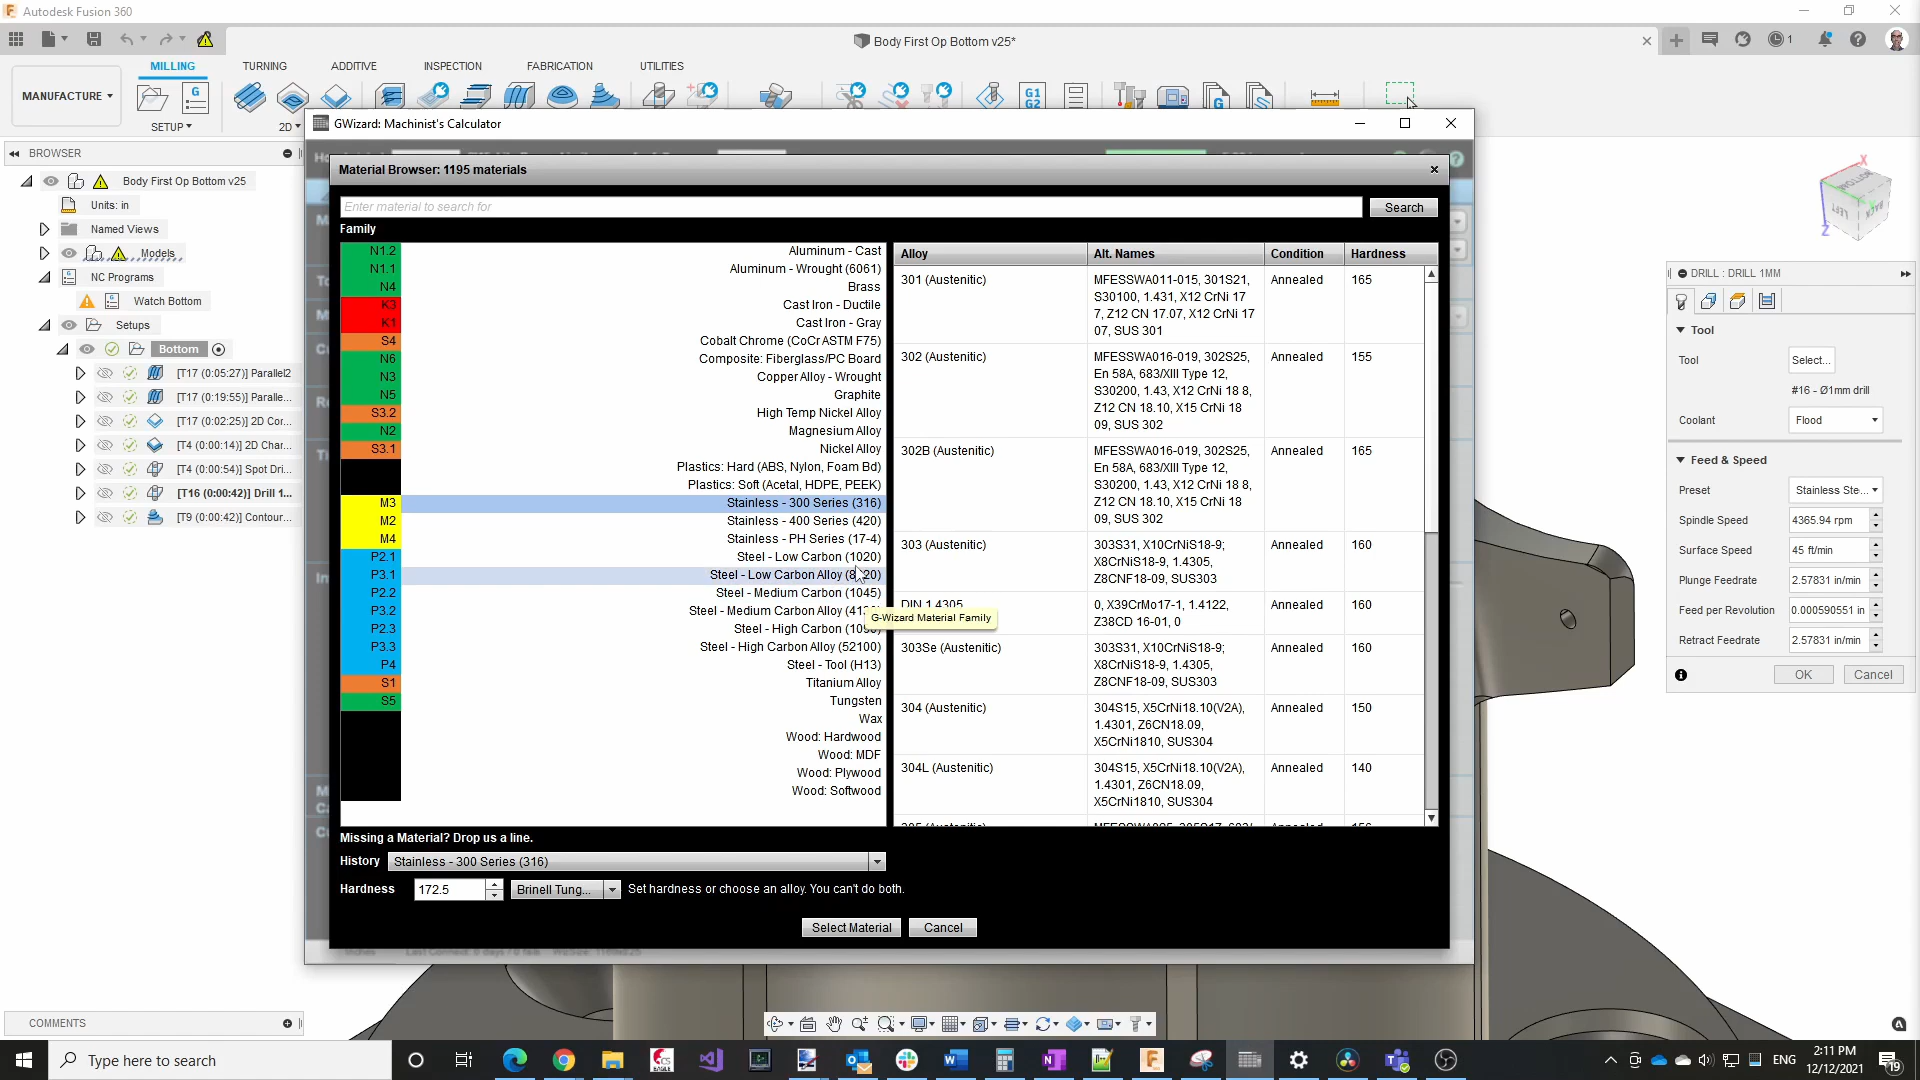 Autodesk Fusion 360
Body First Op Bottom v25*
1
MILLING
TURNING
ADDITIVE
INSPECTION
FABRICATION
UTILITIES
MANUFACTURE
SETUP
2D
G1
G2
BROWSER
Body First Op Bottom v25
Units: in
Named Views
Models
NC Programs
Watch Bottom
Setups
Bottom
[T17 (0:05:27)] Parallel2
[T17 (0:19:55)] Paralle...
[T17 (0:02:25)] 2D Cor...
[T4 (0:00:14)] 2D Char...
[T4 (0:00:54)] Spot Dri...
[T16 (0:00:42)] Drill 1...
[T9 (0:00:42)] Contour...
COMMENTS
GWizard: Machinist's Calculator
Material Browser: 1195 materials
Enter material to search for
Search
Family
N1.2 Aluminum - Cast
N1.1 Aluminum - Wrought (6061)
N4 Brass
K3 Cast Iron - Ductile
K1 Cast Iron - Gray
S4 Cobalt Chrome (CoCr ASTM F75)
N6 Composite: Fiberglass/PC Board
N3 Copper Alloy - Wrought
N5 Graphite
S3.2 High Temp Nickel Alloy
N2 Magnesium Alloy
S3.1 Nickel Alloy
Plastics: Hard (ABS, Nylon, Foam Bd)
Plastics: Soft (Acetal, HDPE, PEEK)
M3 Stainless - 300 Series (316)
M2 Stainless - 400 Series (420)
M4 Stainless - PH Series (17-4)
P2.1 Steel - Low Carbon (1020)
P3.1 Steel - Low Carbon Alloy
P2.2 Steel - Medium Carbon (1045)
P3.2 Steel - Medium Carbon Alloy
P2.3 Steel - High Carbon
P3.3 Steel - High Carbon Alloy (52100)
P4 Steel - Tool (H13)
S1 Titanium Alloy
S5 Tungsten
Wax
Wood: Hardwood
Wood: MDF
Wood: Plywood
Wood: Softwood
G-Wizard Material Family
Alloy Alt. Names Condition Hardness
301 (Austenitic) MFESSWA011-015, 301S21, Annealed 165
S30100, 1.431, X12 CrNi 17
7, Z12 CN 17.07, X12 CrNi 17
07, SUS 301
302 (Austenitic) MFESSWA016-019, 302S25, Annealed 155
En 58A, 683/XIII Type 12,
S30200, 1.43, X12 CrNi 18 8,
Z12 CN 18.10, X15 CrNi 18
09, SUS 302
302B (Austenitic) MFESSWA016-019, 302S25, Annealed 165
En 58A, 683/XIII Type 12,
S30200, 1.43, X12 CrNi 18 8,
Z12 CN 18.10, X15 CrNi 18
09, SUS 302
303 (Austenitic) 303S31, X10CrNiS18-9; Annealed 160
X8CrNiS18-9, 1.4305,
Z8CNF18-09, SUS303
DIN 1.4305 0, X39CrMo17-1, 1.4122, Annealed 160
Z38CD 16-01, 0
303Se (Austenitic) 303S31, X10CrNiS18-9; Annealed 160
X8CrNiS18-9, 1.4305,
Z8CNF18-09, SUS303
304 (Austenitic) 304S15, X5CrNi18.10(V2A), Annealed 150
1.4301, Z6CN18.09,
X5CrNi1810, SUS304
304L (Austenitic) 304S15, X5CrNi18.10(V2A), Annealed 140
1.4301, Z6CN18.09,
X5CrNi1810, SUS304
Missing a Material? Drop us a line.
History Stainless - 300 Series (316)
Hardness 172.5 Brinell Tung... Set hardness or choose an alloy. You can't do both.
Select Material Cancel
X
BOTTOM
LEFT
BACK
Z
DRILL : DRILL 1MM
Tool
Tool Select...
#16 - Ø1mm drill
Coolant Flood
Feed & Speed
Preset Stainless Ste...
Spindle Speed 4365.94 rpm
Surface Speed 45 ft/min
Plunge Feedrate 2.57831 in/min
Feed per Revolution 0.000590551 in
Retract Feedrate 2.57831 in/min
OK Cancel
Type here to search
ENG
2:11 PM
12/12/2021
19